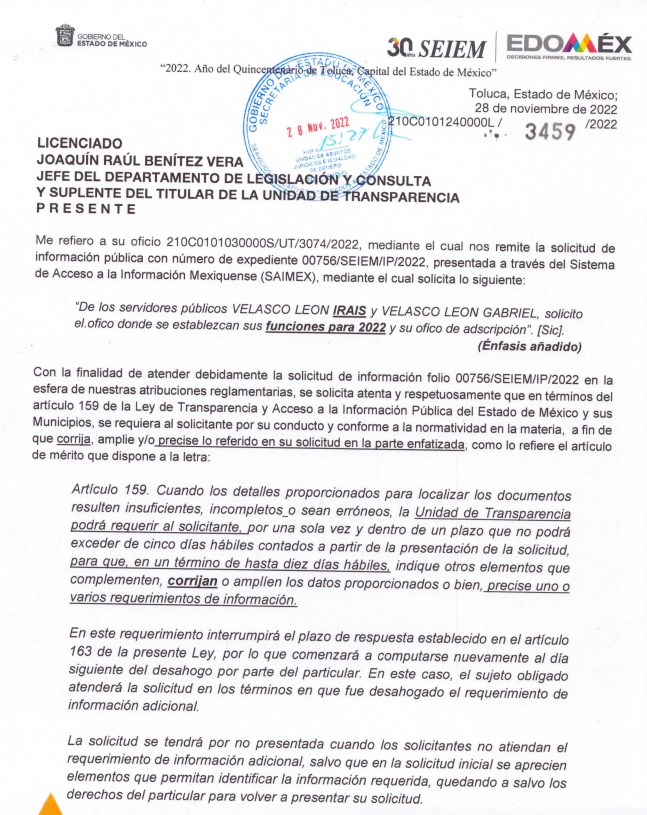 GOBIERNO DEL
ESTADO DE MÉXICO
30 años SEIEM
EDOMÉX
DECISIONES FIRMES, RESULTADOS FUERTES.
“2022. Año del Quincentenario de Toluca, Capital del Estado de México”
GOBIERNO DEL ESTADO DE MÉXICO
SECRETARÍA DE EDUCACIÓN
28 NOV. 2022
15:27
UNIDAD DE ASUNTOS
JURÍDICOS E IGUALDAD
DE GÉNERO
Toluca, Estado de México;
28 de noviembre de 2022
210C0101240000L / 3459 /2022
LICENCIADO
JOAQUÍN RAÚL BENÍTEZ VERA
JEFE DEL DEPARTAMENTO DE LEGISLACIÓN Y CONSULTA
Y SUPLENTE DEL TITULAR DE LA UNIDAD DE TRANSPARENCIA
P R E S E N T E
Me refiero a su oficio 210C0101030000S/UT/3074/2022, mediante el cual nos remite la solicitud de
información pública con número de expediente 00756/SEIEM/IP/2022, presentada a través del Sistema
de Acceso a la Información Mexiquense (SAIMEX), mediante el cual solicita lo siguiente:
“De los servidores públicos VELASCO LEON IRAIS y VELASCO LEON GABRIEL, solicito
el.ofico donde se establezcan sus funciones para 2022 y su ofico de adscripción”. [Sic].
(Énfasis añadido)
Con la finalidad de atender debidamente la solicitud de información folio 00756/SEIEM/IP/2022 en la
esfera de nuestras atribuciones reglamentarias, se solicita atenta y respetuosamente que en términos del
artículo 159 de la Ley de Transparencia y Acceso a la Información Pública del Estado de México y sus
Municipios, se requiera al solicitante por su conducto y conforme a la normatividad en la materia, a fin
de que corrija, amplie y/o precise lo referido en su solicitud en la parte enfatizada, como lo refiere el artículo
de mérito que dispone a la letra:
Artículo 159. Cuando los detalles proporcionados para localizar los documentos
resulten insuficientes, incompletos o sean erróneos, la Unidad de Transparencia
podrá requerir al solicitante, por una sola vez y dentro de un plazo que no podrá
exceder de cinco días hábiles contados a partir de la presentación de la solicitud,
para que, en un término de hasta diez días hábiles, indique otros elementos que
complementen, corrijan o amplíen los datos proporcionados o bien, precise uno o
varios requerimientos de información.
En este requerimiento interrumpirá el plazo de respuesta establecido en el artículo
163 de la presente Ley, por lo que comenzará a computarse nuevamente al día
siguiente del desahogo por parte del particular. En este caso, el sujeto obligado
atenderá la solicitud en los términos en que fue desahogado el requerimiento de
información adicional.
La solicitud se tendrá por no presentada cuando los solicitantes no atiendan el
requerimiento de información adicional, salvo que en la solicitud inicial se aprecien
elementos que permitan identificar la información requerida, quedando a salvo los
derechos del particular para volver a presentar su solicitud.